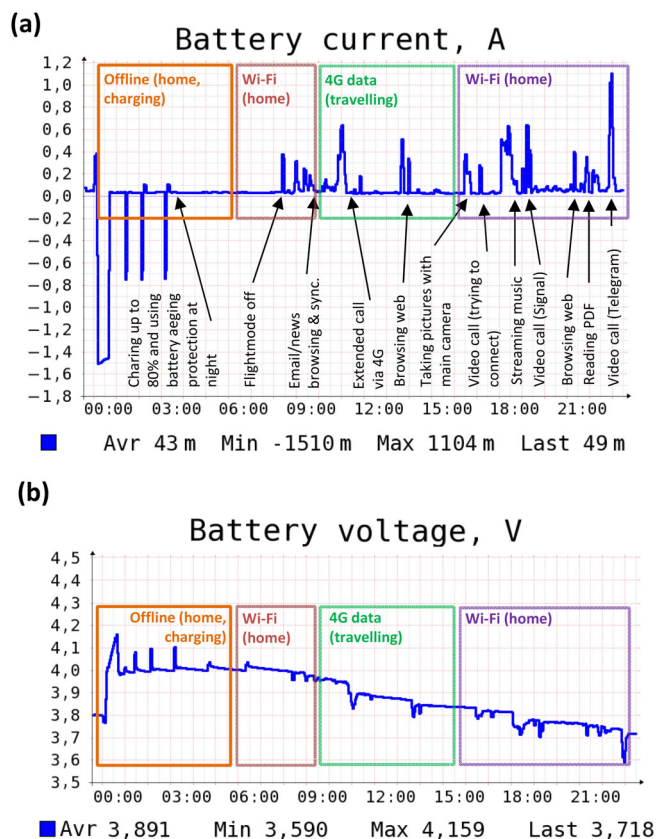 (a)
Battery current, A
1,2
1,0
0,8
0,6
0,4
0,2
0,0
−0,2
−0,4
−0,6
−0,8
−1,0
−1,2
−1,4
−1,6
−1,8
Offline (home,
charging)
Wi-Fi
(home)
4G data
(travelling)
Wi-Fi (home)
Charing up to
80% and using
battery aeging
protection at
night
Flightmode off
Email/news
browsing & sync.
Extended call
via 4G
Browsing web
Taking pictures with
main camera
Video call (trying to
connect)
Streaming music
Video call (Signal)
Browsing web
Reading PDF
Video call (Telegram)
00:00 03:00 06:00 09:00 12:00 15:00 18:00 21:00
Avr 43 m Min -1510 m Max 1104 m Last 49 m
(b)
Battery voltage, V
4,5
4,4
4,3
4,2
4,1
4,0
3,9
3,8
3,7
3,6
3,5
Offline (home,
charging)
Wi-Fi
(home)
4G data
(travelling)
Wi-Fi (home)
00:00 03:00 06:00 09:00 12:00 15:00 18:00 21:00
Avr 3,891 Min 3,590 Max 4,159 Last 3,718